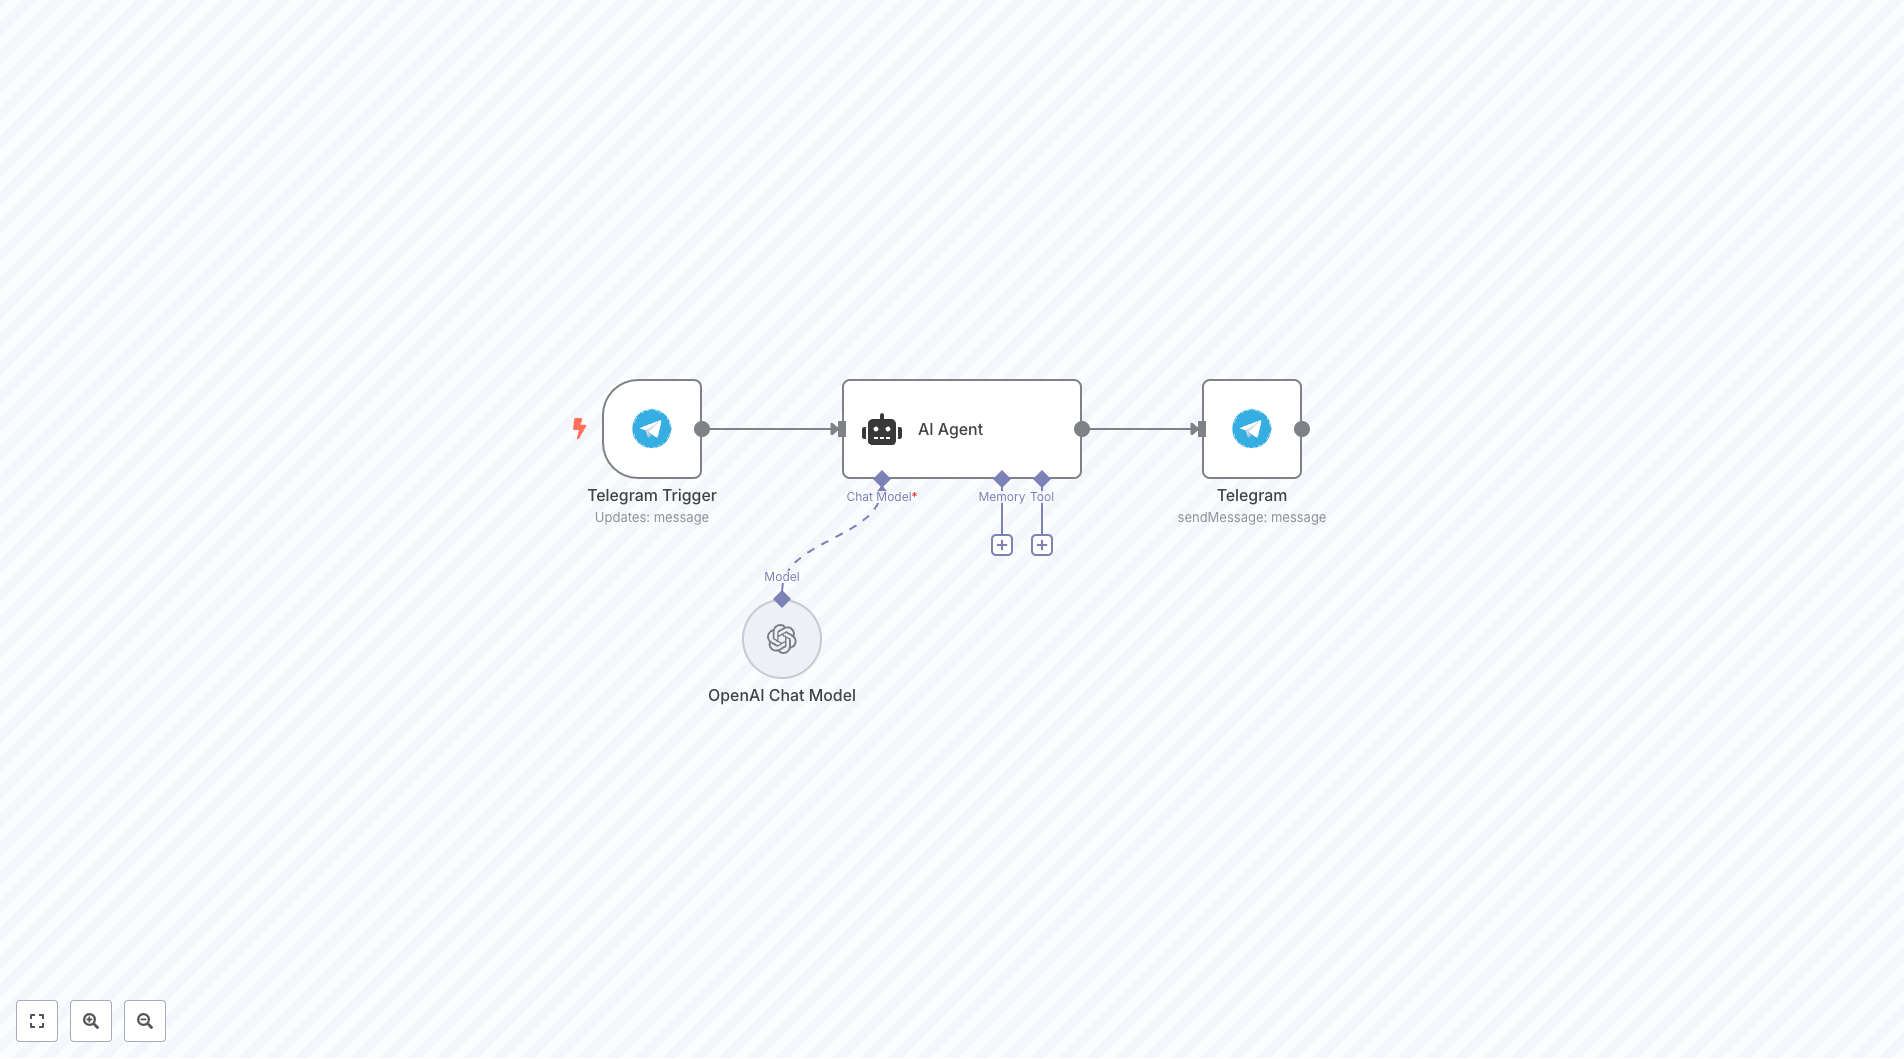 AI Agent
Telegram Trigger
Updates: message
Chat Model*
Memory
Tool
Telegram
sendMessage: message
Model
OpenAI Chat Model